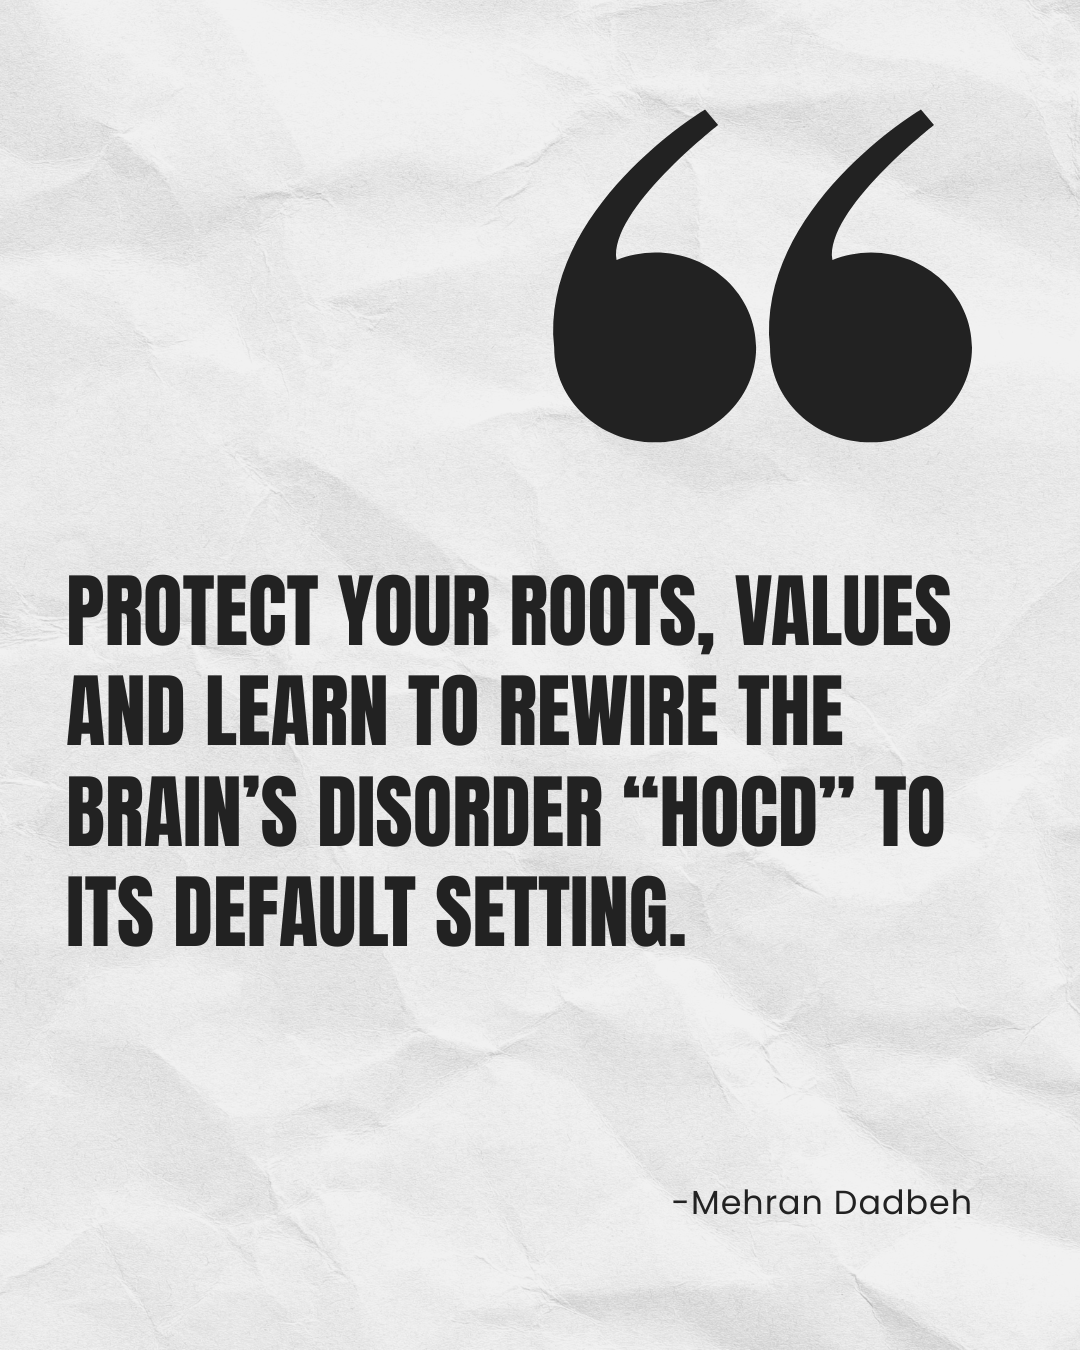 “
PROTECT YOUR ROOTS, VALUES
AND LEARN TO REWIRE THE
BRAIN’S DISORDER “HOCD” TO
ITS DEFAULT SETTING.
-Mehran Dadbeh